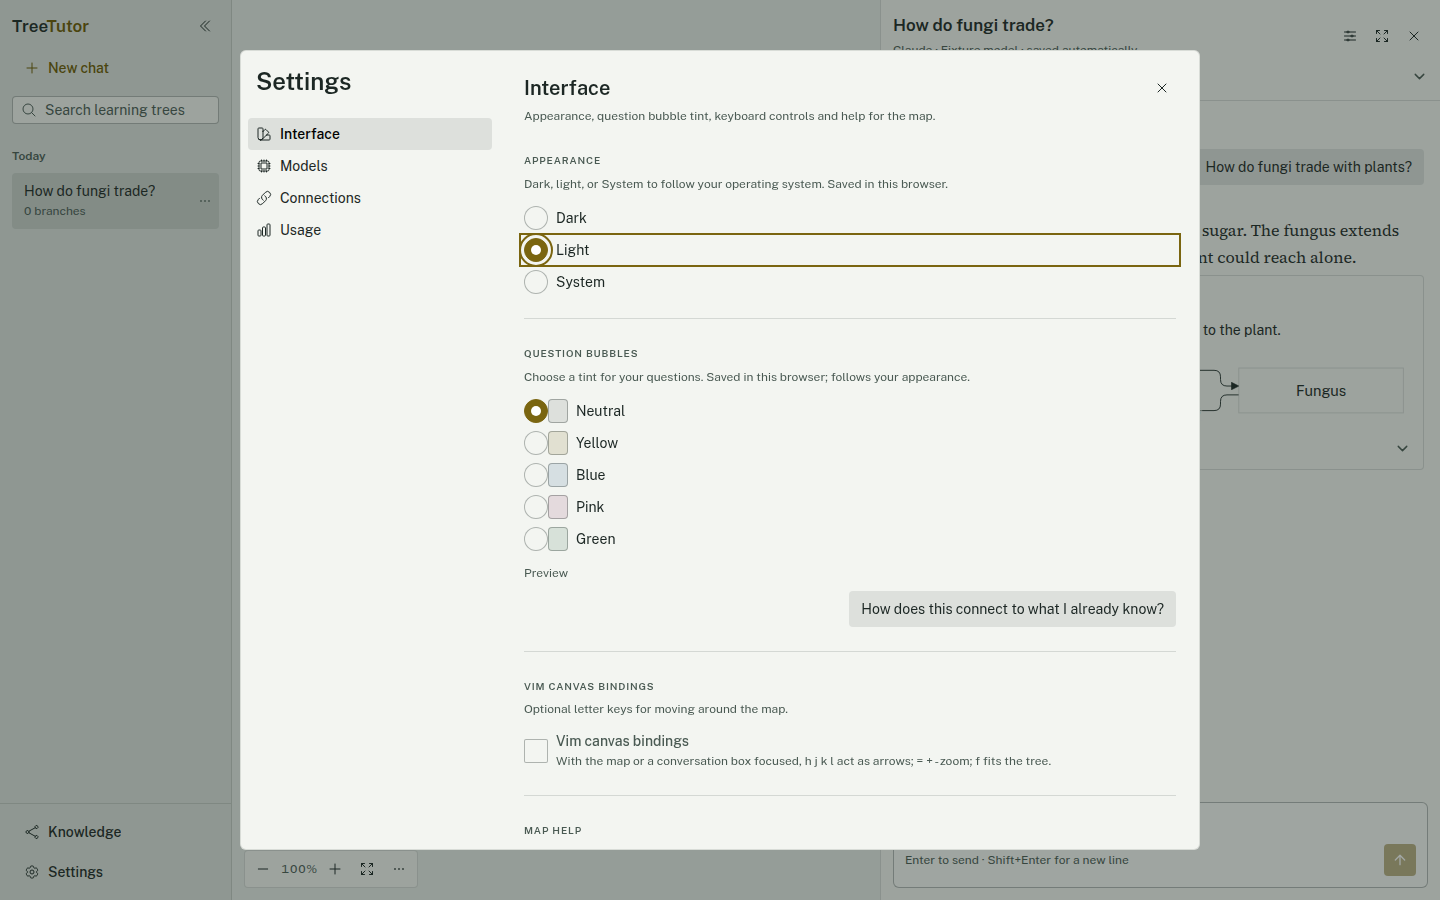 TreeTutor
New chat
Search learning trees
Today
How do fungi trade?
0 branches
Knowledge
Settings
Settings
Interface
Models
Connections
Usage
Interface
Appearance, question bubble tint, keyboard controls and help for the map.
APPEARANCE
Dark, light, or System to follow your operating system. Saved in this browser.
Dark
Light
System
QUESTION BUBBLES
Choose a tint for your questions. Saved in this browser; follows your appearance.
Neutral
Yellow
Blue
Pink
Green
Preview
How does this connect to what I already know?
VIM CANVAS BINDINGS
Optional letter keys for moving around the map.
Vim canvas bindings
With the map or a conversation box focused, h j k l act as arrows; = + - zoom; f fits the tree.
MAP HELP
100%
How do fungi trade?
Claude · Fixture model · saved automatically
How do fungi trade with plants?
sugar. The fungus extends
nt could reach alone.
to the plant.
Fungus
Enter to send · Shift+Enter for a new line